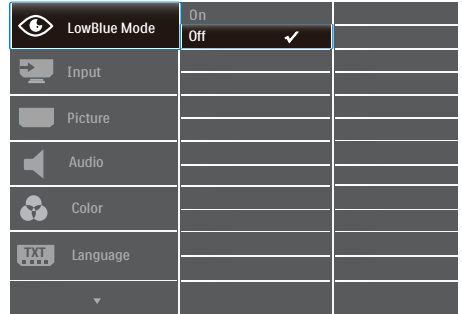 LowBlue Mode
On
Off
Input
Picture
Audio
Color
TXT
Language